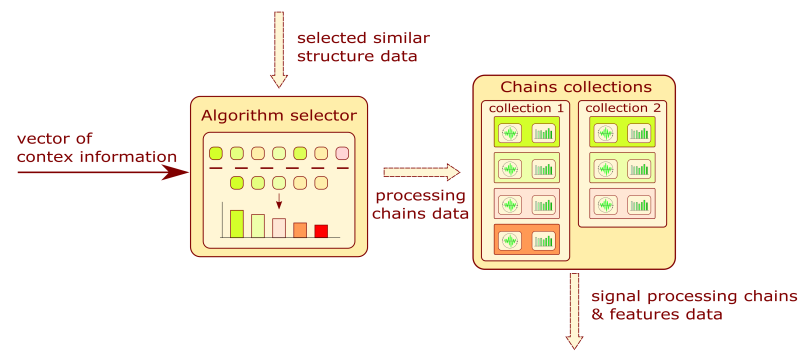 selected similar
structure data
Chains collections
collection 1
collection 2
Algorithm selector
vector of
contex information
processing
chains data
signal processing chains
& features data